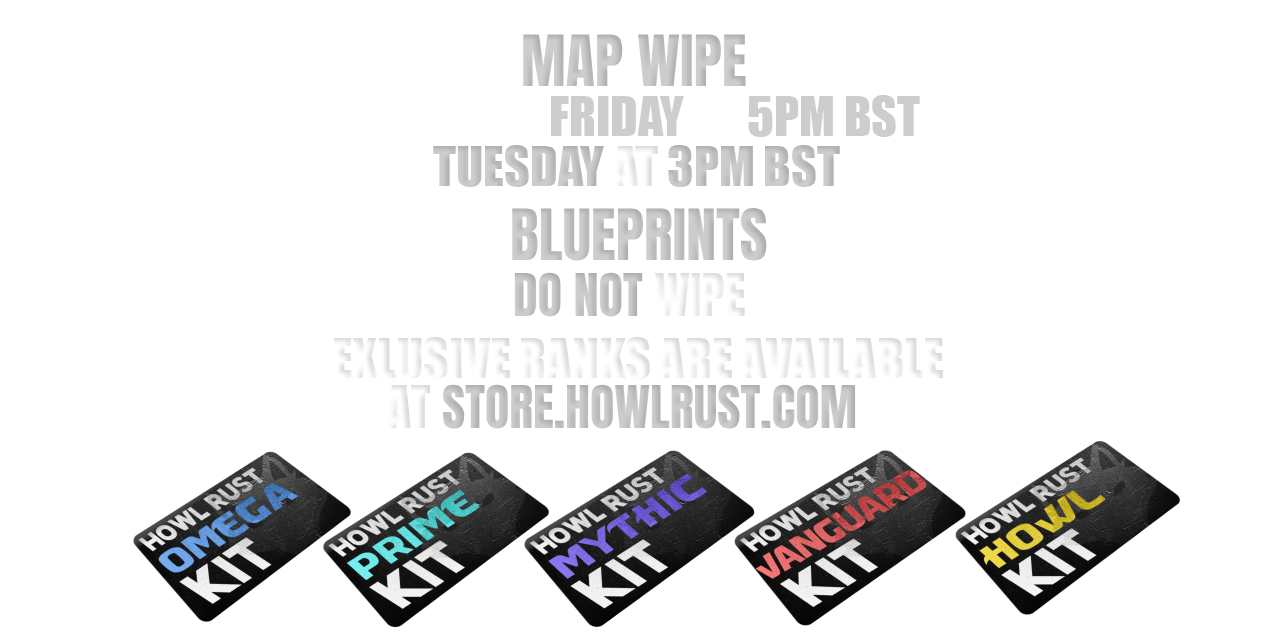 MAP WIPE
FRIDAY 5PM BST
TUESDAY AT 3PM BST
BLUEPRINTS
DO NOT WIPE
EXLUSIVE RANKS ARE AVAILABLE
AT STORE.HOWLRUST.COM
HOWL RUST
OMEGA
KIT
HOWL RUST
PRIME
KIT
HOWL RUST
MYTHIC
KIT
HOWL RUST
VANGUARD
KIT
HOWL RUST
HOWL
KIT